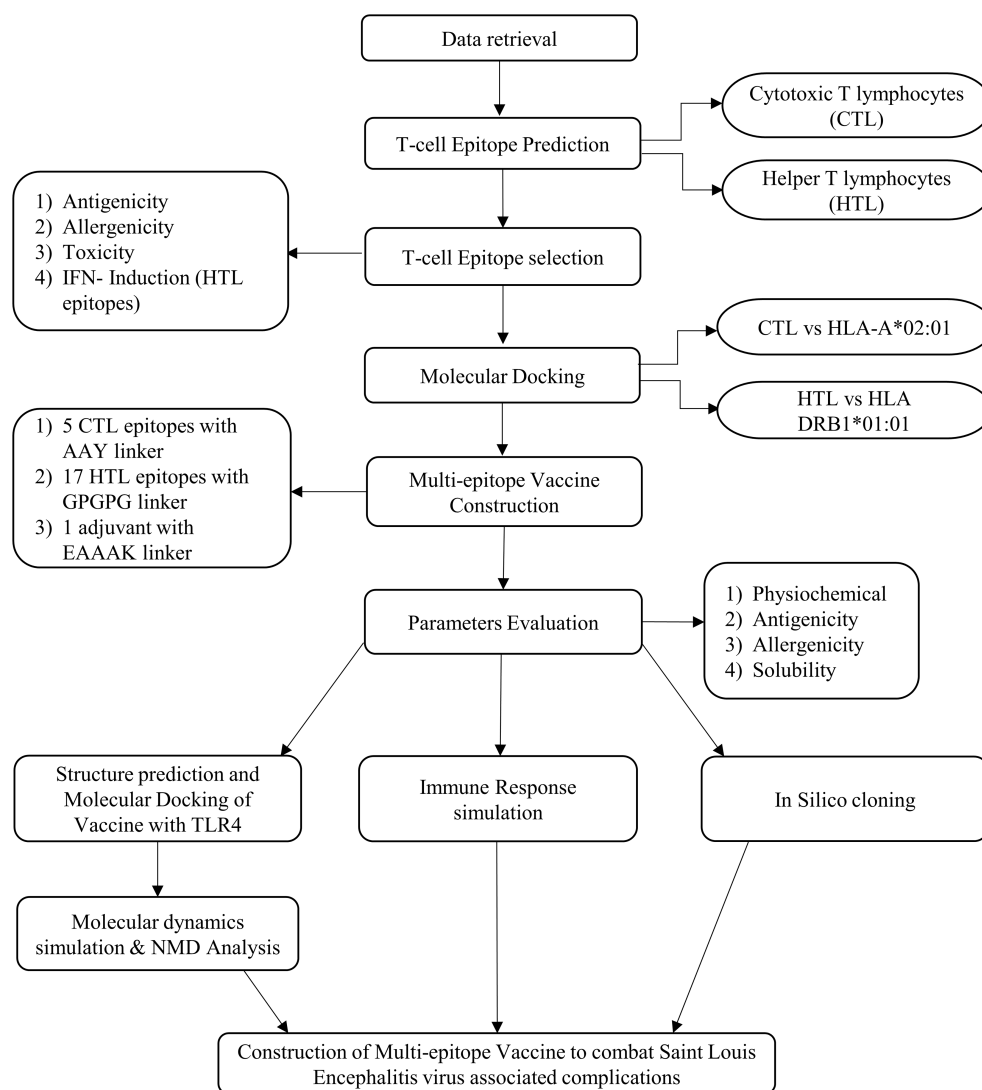 Data retrieval
Cytotoxic T lymphocytes
(CTL)
T-cell Epitope Prediction
Helper T lymphocytes
(HTL)
1) Antigenicity
2) Allergenicity
3) Toxicity
4) IFN- Induction (HTL
epitopes)
T-cell Epitope selection
CTL vs HLA-A*02:01
Molecular Docking
HTL vs HLA
DRB1*01:01
1) 5 CTL epitopes with
AAY linker
2) 17 HTL epitopes with
GPGPG linker
3) 1 adjuvant with
EAAAK linker
Multi-epitope Vaccine
Construction
Parameters Evaluation
1) Physiochemical
2) Antigenicity
3) Allergenicity
4) Solubility
Structure prediction and
Molecular Docking of
Vaccine with TLR4
Immune Response
simulation
In Silico cloning
Molecular dynamics
simulation & NMD Analysis
Construction of Multi-epitope Vaccine to combat Saint Louis
Encephalitis virus associated complications